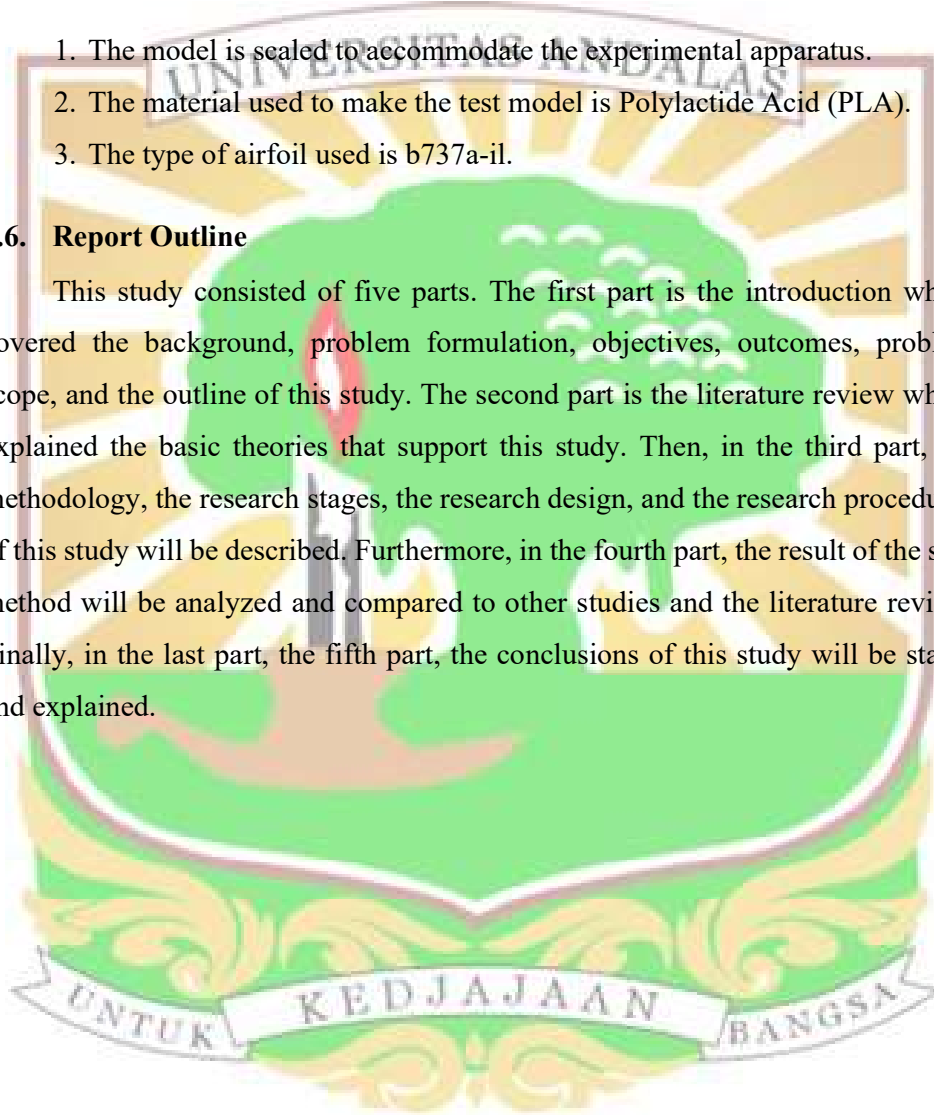 UNIVERSITAS ANDALAS
1. The model is scaled to accommodate the experimental apparatus.
2. The material used to make the test model is Polylactide Acid (PLA).
3. The type of airfoil used is b737a-il.
.6. Report Outline
This study consisted of five parts. The first part is the introduction wh
overed the background, problem formulation, objectives, outcomes, probl
cope, and the outline of this study. The second part is the literature review wh
xplained the basic theories that support this study. Then, in the third part,
nethodology, the research stages, the research design, and the research procedu
f this study will be described. Furthermore, in the fourth part, the result of the s
nethod will be analyzed and compared to other studies and the literature revi
inally, in the last part, the fifth part, the conclusions of this study will be sta
nd explained.
UNTUK KEDJAJAAN BANGSA